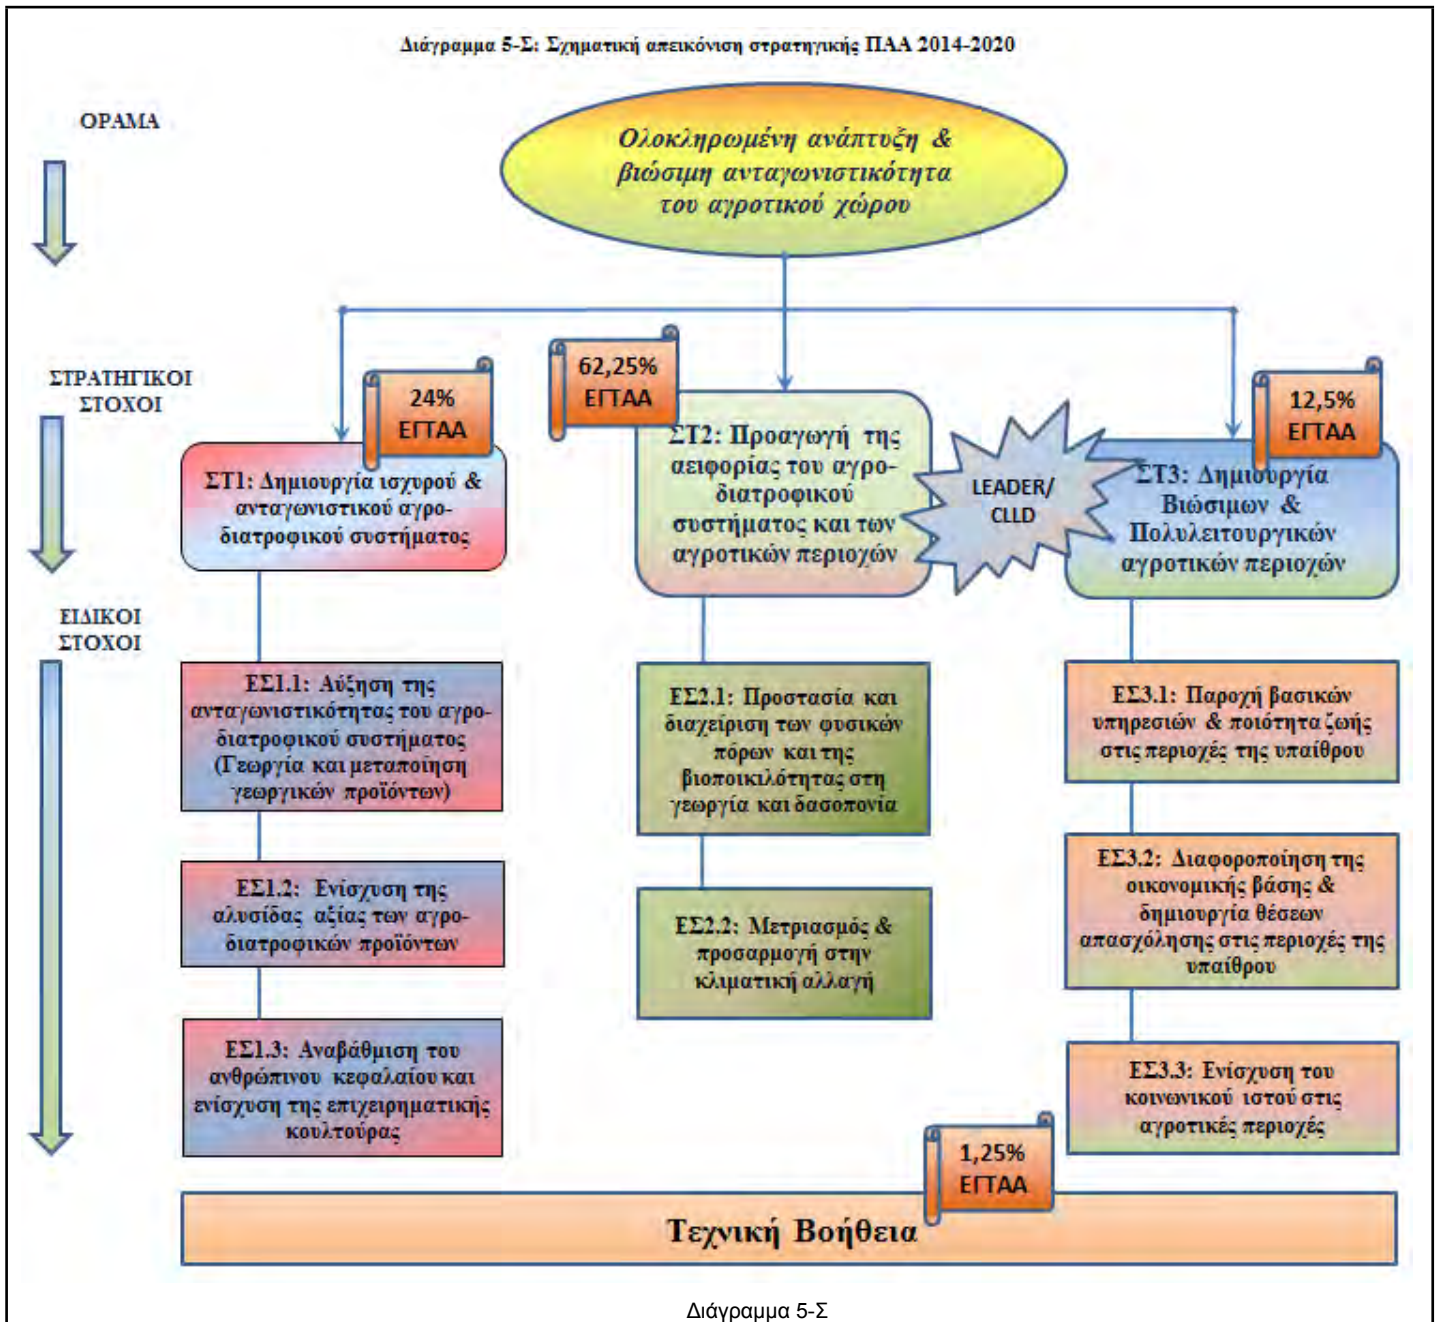 Διάγραμμα 5-Σ: Σχηματική απεικόνιση στρατηγικής ΠΑΑ 2014-2020
ΟΡΑΜΑ
Ολοκληρωμένη ανάπτυξη &
βιώσιμη ανταγωνιστικότητα
του αγροτικού χώρου
ΣΤΡΑΤΗΓΙΚΟΙ
ΣΤΟΧΟΙ
24%
ΕΓΤΑΑ
ΣΤ1: Δημιουργία ισχυρού &
ανταγωνιστικού αγρο-
διατροφικού συστήματος
62,25%
ΕΓΤΑΑ
ΣΤ2: Προαγωγή της
αειφορίας του αγρο-
διατροφικού
συστήματος και των
αγροτικών περιοχών
LEADER/
CLLD
12,5%
ΕΓΤΑΑ
ΣΤ3: Δημιουργία
Βιώσιμων &
Πολυλειτουργικών
αγροτικών περιοχών
ΕΙΔΙΚΟΙ
ΣΤΟΧΟΙ
ΕΣ1.1: Αύξηση της
ανταγωνιστικότητας του αγρο-
διατροφικού συστήματος
(Γεωργία και μεταποίηση
γεωργικών προϊόντων)
ΕΣ1.2: Ενίσχυση της
αλυσίδας αξίας των αγρο-
διατροφικών προϊόντων
ΕΣ1.3: Αναβάθμιση του
ανθρώπινου κεφαλαίου και
ενίσχυση της επιχειρηματικής
κουλτούρας
ΕΣ2.1: Προστασία και
διαχείριση των φυσικών
πόρων και της
βιοποικιλότητας στη
γεωργία και δασοπονία
ΕΣ2.2: Μετριασμός &
προσαρμογή στην
κλιματική αλλαγή
ΕΣ3.1: Παροχή βασικών
υπηρεσιών & ποιότητα ζωής
στις περιοχές της υπαίθρου
ΕΣ3.2: Διαφοροποίηση της
οικονομικής βάσης &
δημιουργία θέσεων
απασχόλησης στις περιοχές της
υπαίθρου
ΕΣ3.3: Ενίσχυση του
κοινωνικού ιστού στις
αγροτικές περιοχές
1,25%
ΕΓΤΑΑ
Τεχνική Βοήθεια
Διάγραμμα 5-Σ